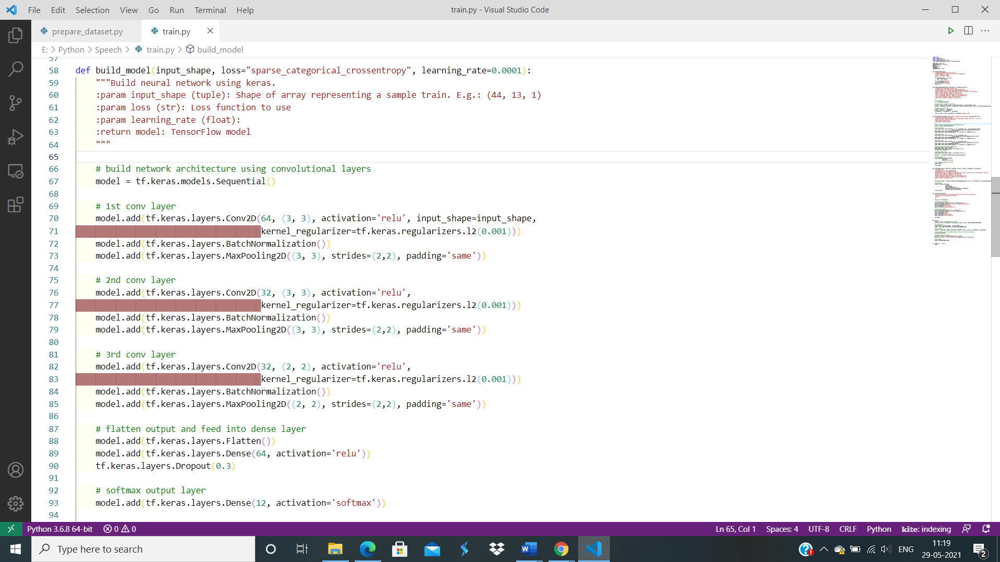 File Edit Selection View Go Run Terminal Help
train.py - Visual Studio Code
prepare_dataset.py
train.py
E: > Python > Speech > train.py > build_model
57
58 def build_model(input_shape, loss="sparse_categorical_crossentropy", learning_rate=0.0001):
59 """Build neural network using keras.
60 :param input_shape (tuple): Shape of array representing a sample train. E.g.: (44, 13, 1)
61 :param loss (str): Loss function to use
62 :param learning_rate (float):
63 :return model: TensorFlow model
64 """
65
66 # build network architecture using convolutional layers
67 model = tf.keras.models.Sequential()
68
69 # 1st conv layer
70 model.add(tf.keras.layers.Conv2D(64, (3, 3), activation='relu', input_shape=input_shape,
71 kernel_regularizer=tf.keras.regularizers.l2(0.001)))
72 model.add(tf.keras.layers.BatchNormalization())
73 model.add(tf.keras.layers.MaxPooling2D((3, 3), strides=(2,2), padding='same'))
74
75 # 2nd conv layer
76 model.add(tf.keras.layers.Conv2D(32, (3, 3), activation='relu',
77 kernel_regularizer=tf.keras.regularizers.l2(0.001)))
78 model.add(tf.keras.layers.BatchNormalization())
79 model.add(tf.keras.layers.MaxPooling2D((3, 3), strides=(2,2), padding='same'))
80
81 # 3rd conv layer
82 model.add(tf.keras.layers.Conv2D(32, (2, 2), activation='relu',
83 kernel_regularizer=tf.keras.regularizers.l2(0.001)))
84 model.add(tf.keras.layers.BatchNormalization())
85 model.add(tf.keras.layers.MaxPooling2D((2, 2), strides=(2,2), padding='same'))
86
87 # flatten output and feed into dense layer
88 model.add(tf.keras.layers.Flatten())
89 model.add(tf.keras.layers.Dense(64, activation='relu'))
90 tf.keras.layers.Dropout(0.3)
91
92 # softmax output layer
93 model.add(tf.keras.layers.Dense(12, activation='softmax'))
94
Python 3.6.8 64-bit 0 0
Ln 65, Col 1 Spaces: 4 UTF-8 CRLF Python kite: indexing
Type here to search
ENG
11:19
29-05-2021
2